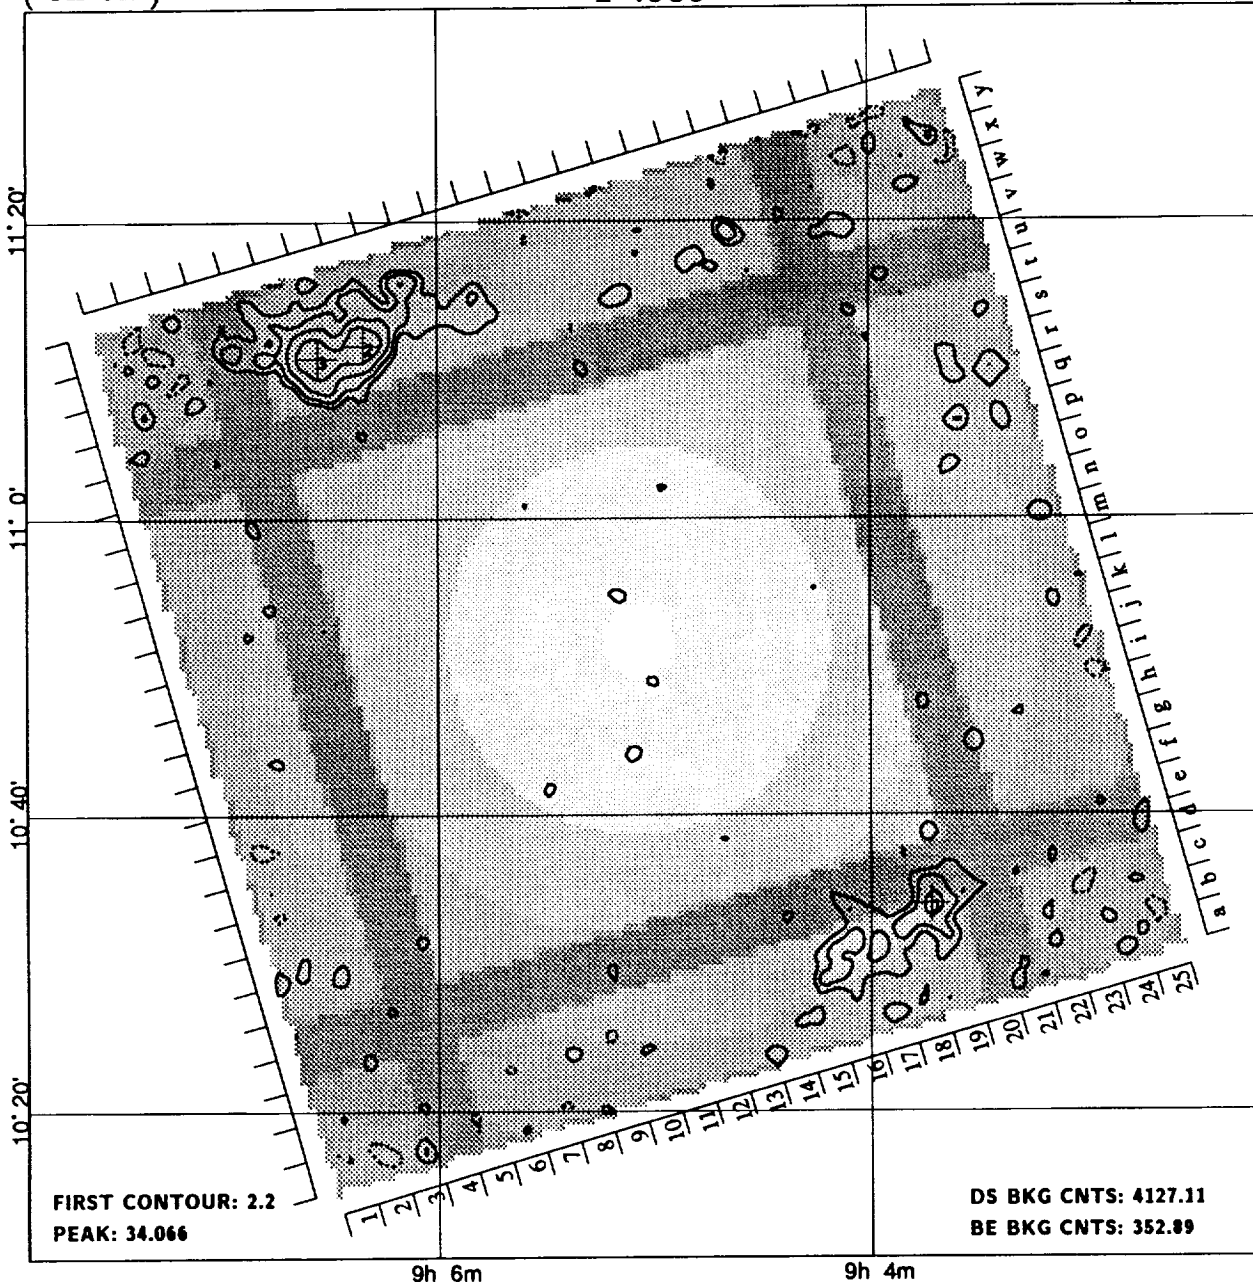 11° 20'
11° 0'
10° 40'
10° 20'
a|b|c|d|e|f|g|h|i|j|k|l|m|n|o|p|q|r|s|t|u|v|w|x|y
1|2|3|4|5|6|7|8|9|10|11|12|13|14|15|16|17|18|19|20|21|22|23|24|25
FIRST CONTOUR: 2.2
PEAK: 34.066
DS BKG CNTS: 4127.11
BE BKG CNTS: 352.89
9h 6m
9h 4m